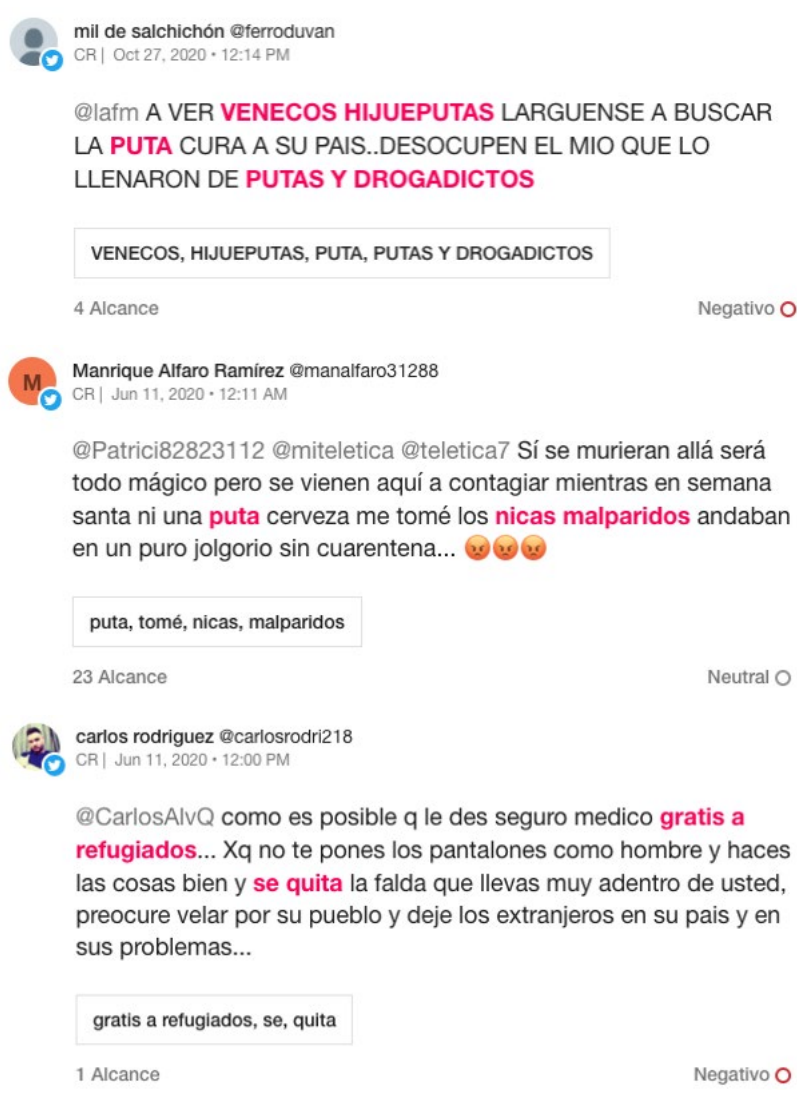 mil de salchichón @ferroduvan
CR | Oct 27, 2020 • 12:14 PM
@lafm A VER VENECOS HIJUEPUTAS LARGUENSE A BUSCAR
LA PUTA CURA A SU PAIS..DESOCUPEN EL MIO QUE LO
LLENARON DE PUTAS Y DROGADICTOS
VENECOS, HIJUEPUTAS, PUTA, PUTAS Y DROGADICTOS
4 Alcance
Negativo
M
Manrique Alfaro Ramírez @manalfaro31288
CR | Jun 11, 2020 • 12:11 AM
@Patrici82823112 @miteletica @teletica7 Sí se murieran allá será
todo mágico pero se vienen aquí a contagiar mientras en semana
santa ni una puta cerveza me tomé los nicas malparidos andaban
en un puro jolgorio sin cuarentena... 😡😡😡
puta, tomé, nicas, malparidos
23 Alcance
Neutral
carlos rodriguez @carlosrodri218
CR | Jun 11, 2020 • 12:00 PM
@CarlosAlvQ como es posible q le des seguro medico gratis a
refugiados... Xq no te pones los pantalones como hombre y haces
las cosas bien y se quita la falda que llevas muy adentro de usted,
preocure velar por su pueblo y deje los extranjeros en su pais y en
sus problemas...
gratis a refugiados, se, quita
1 Alcance
Negativo